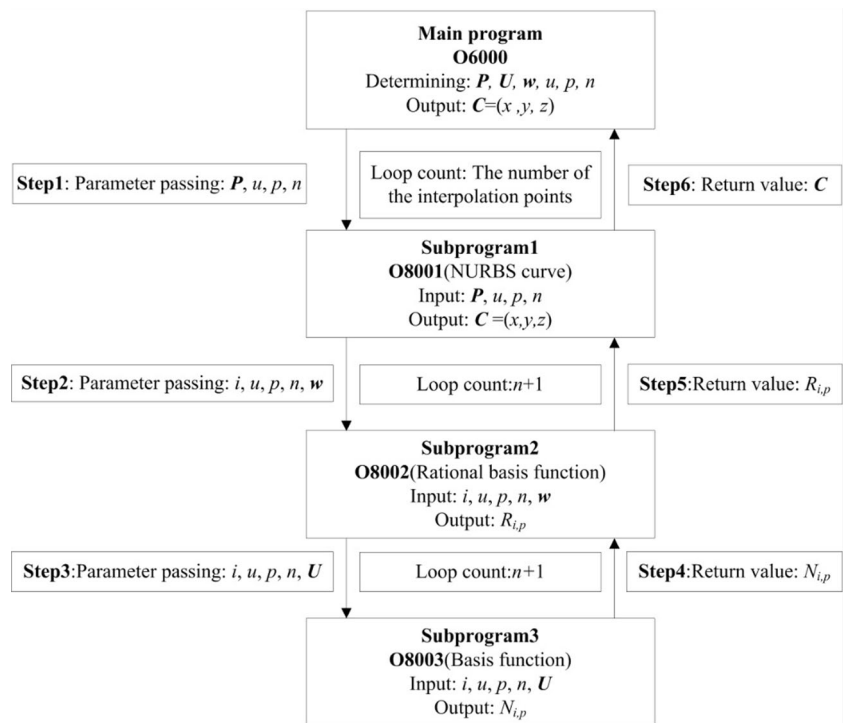 Main program
O6000
Determining: P, U, w, u, p, n
Output: C=(x ,y, z)
Step1: Parameter passing: P, u, p, n
Loop count: The number of
the interpolation points
Step6: Return value: C
Subprogram1
O8001(NURBS curve)
Input: P, u, p, n
Output: C =(x,y,z)
Step2: Parameter passing: i, u, p, n, w
Loop count:n+1
Step5:Return value: Ri,p
Subprogram2
O8002(Rational basis function)
Input: i, u, p, n, w
Output: Ri,p
Step3:Parameter passing: i, u, p, n, U
Loop count:n+1
Step4:Return value: Ni,p
Subprogram3
O8003(Basis function)
Input: i, u, p, n, U
Output: Ni,p